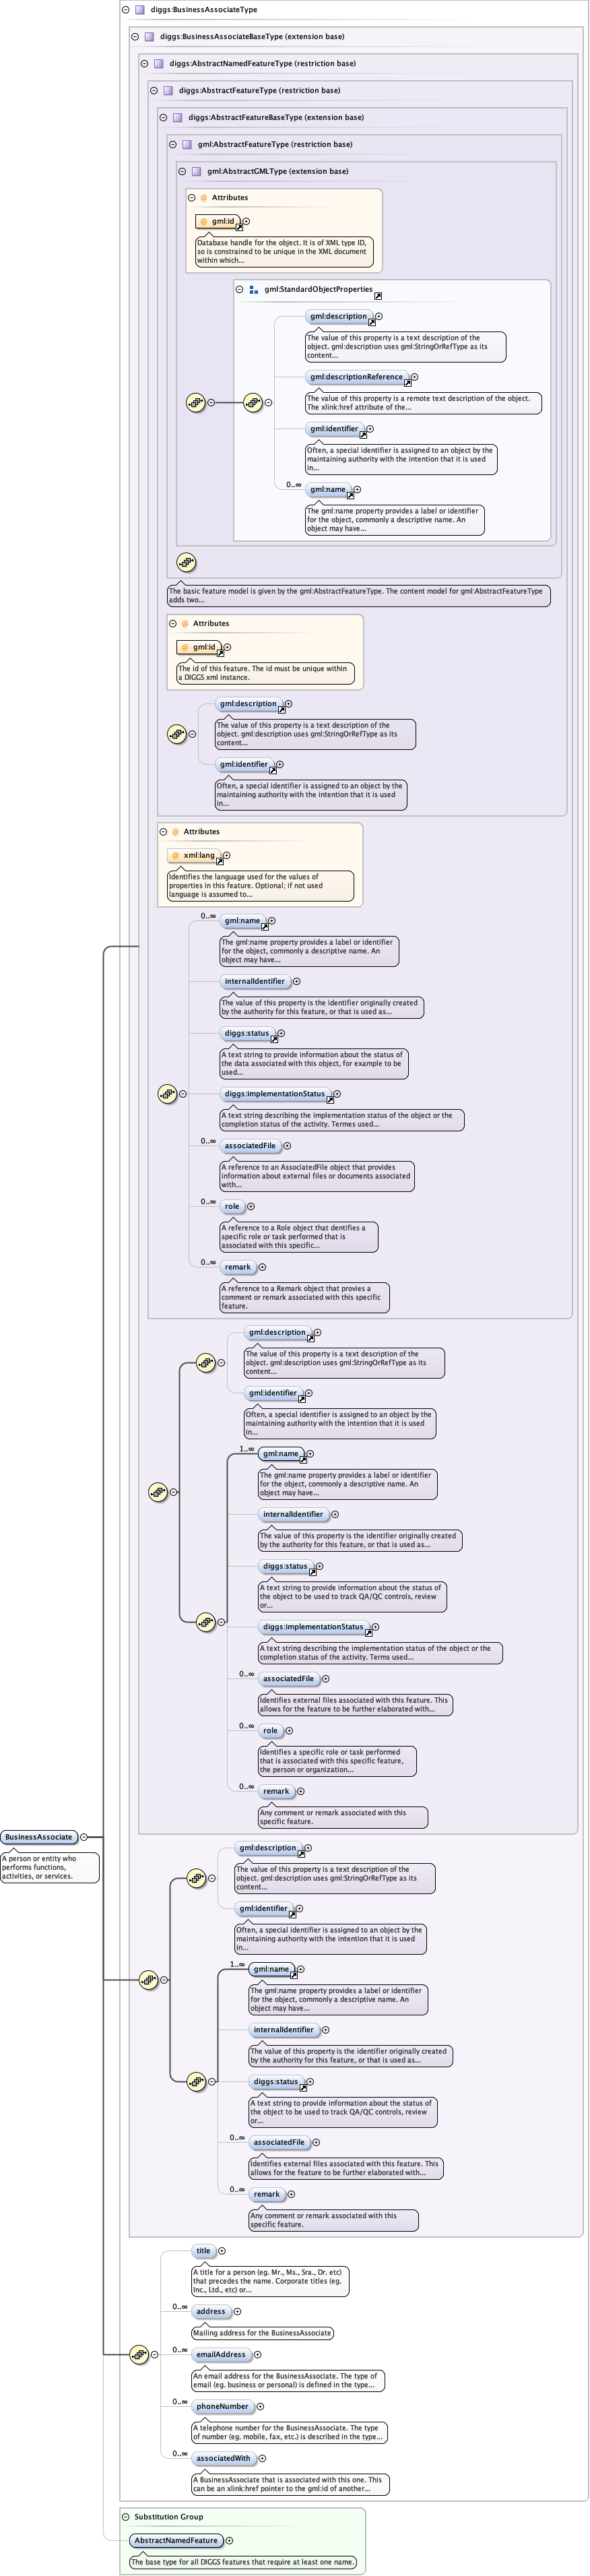 diggs:BusinessAssociateType
diggs:BusinessAssociateBaseType (extension base)
diggs:AbstractNamedFeatureType (restriction base)
diggs:AbstractFeatureType (restriction base)
diggs:AbstractFeatureBaseType (extension base)
gml:AbstractFeatureType (restriction base)
gml:AbstractGMLType (extension base)
@ Attributes
@ gml:id
Database handle for the object. It is of XML type ID,
so is constrained to be unique in the XML document
within which...
gml:StandardObjectProperties
gml:description
The value of this property is a text description of the
object. gml:description uses gml:StringOrRefType as its
content...
gml:descriptionReference
The value of this property is a remote text description of the object.
The xlink:href attribute of the...
gml:identifier
Often, a special identifier is assigned to an object by the
maintaining authority with the intention that it is used
in...
0..∞
gml:name
The gml:name property provides a label or identifier
for the object, commonly a descriptive name. An
object may have...
The basic feature model is given by the gml:AbstractFeatureType. The content model for gml:AbstractFeatureType
adds two...
@ Attributes
@ gml:id
The id of this feature. The id must be unique within
a DIGGS xml instance.
gml:description
The value of this property is a text description of the
object. gml:description uses gml:StringOrRefType as its
content...
gml:identifier
Often, a special identifier is assigned to an object by the
maintaining authority with the intention that it is used
in...
@ Attributes
@ xml:lang
Identifies the language used for the values of
properties in this feature. Optional; if not used
language is assumed to...
0..∞
gml:name
The gml:name property provides a label or identifier
for the object, commonly a descriptive name. An
object may have...
internalIdentifier
The value of this property is the identifier originally created
by the authority for this feature, or that is used as...
diggs:status
A text string to provide information about the status of
the data associated with this object, for example to be
used...
diggs:implementationStatus
A text string describing the implementation status of the object or the
completion status of the activity. Termes used...
0..∞
associatedFile
A reference to an AssociatedFile object that provides
information about external files or documents associated
with...
0..∞
role
A reference to a Role object that dentifies a
specific role or task performed that is
associated with this specific...
0..∞
remark
A reference to a Remark object that provies a
comment or remark associated with this specific
feature.
gml:description
The value of this property is a text description of the
object. gml:description uses gml:StringOrRefType as its
content...
gml:identifier
Often, a special identifier is assigned to an object by the
maintaining authority with the intention that it is used
in...
1..∞
gml:name
The gml:name property provides a label or identifier
for the object, commonly a descriptive name. An
object may have...
internalIdentifier
The value of this property is the identifier originally created
by the authority for this feature, or that is used as...
diggs:status
A text string to provide information about the status of
the object to be used to track QA/QC controls, review
or...
diggs:implementationStatus
A text string describing the implementation status of the object or the
completion status of the activity. Terms used...
0..∞
associatedFile
Identifies external files associated with this feature. This
allows for the feature to be further elaborated with...
0..∞
role
Identifies a specific role or task performed
that is associated with this specific feature,
the person or organization...
0..∞
remark
Any comment or remark associated with this
specific feature.
BusinessAssociate
A person or entity who
performs functions,
activities, or services.
gml:description
The value of this property is a text description of the
object. gml:description uses gml:StringOrRefType as its
content...
gml:identifier
Often, a special identifier is assigned to an object by the
maintaining authority with the intention that it is used
in...
1..∞
gml:name
The gml:name property provides a label or identifier
for the object, commonly a descriptive name. An
object may have...
internalIdentifier
The value of this property is the identifier originally created
by the authority for this feature, or that is used as...
diggs:status
A text string to provide information about the status of
the object to be used to track QA/QC controls, review
or...
0..∞
associatedFile
Identifies external files associated with this feature. This
allows for the feature to be further elaborated with...
0..∞
remark
Any comment or remark associated with this
specific feature.
title
A title for a person (eg. Mr., Ms., Sra., Dr. etc)
that precedes the name. Corporate titles (eg.
Inc., Ltd., etc) or...
0..∞
address
Mailing address for the BusinessAssociate
0..∞
emailAddress
An email address for the BusinessAssociate. The type of
email (eg. business or personal) is defined in the type...
0..∞
phoneNumber
A telephone number for the BusinessAssociate. The type
of number (eg. mobile, fax, etc.) is described in the type...
0..∞
associatedWith
A BusinessAssociate that is associated with this one. This
can be an xlink:href pointer to the gml:id of another...
Substitution Group
AbstractNamedFeature
The base type for all DIGGS features that require at least one name.